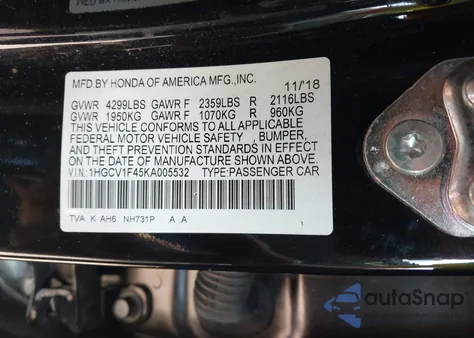 MFD.BY HONDA OF AMERICA MFG.,INC. 11/'18
GVWR 4299LBS GAWR F 2359LBS R 2116LBS
GVWR 1950KG GAWR F 1070KG R 960KG
THIS VEHICLE CONFORMS TO ALL APPLICABLE
FEDERAL MOTOR VEHICLE SAFETY , BUMPER,
AND THEFT PREVENTION STANDARDS IN EFFECT
ON THE DATE OF MANUFACTURE SHOWN ABOVE.
V.I.N:1HGCV1F45KA005532 TYPE:PASSENGER CAR
TVA K AH6 NH731P A A 1
autoSnap